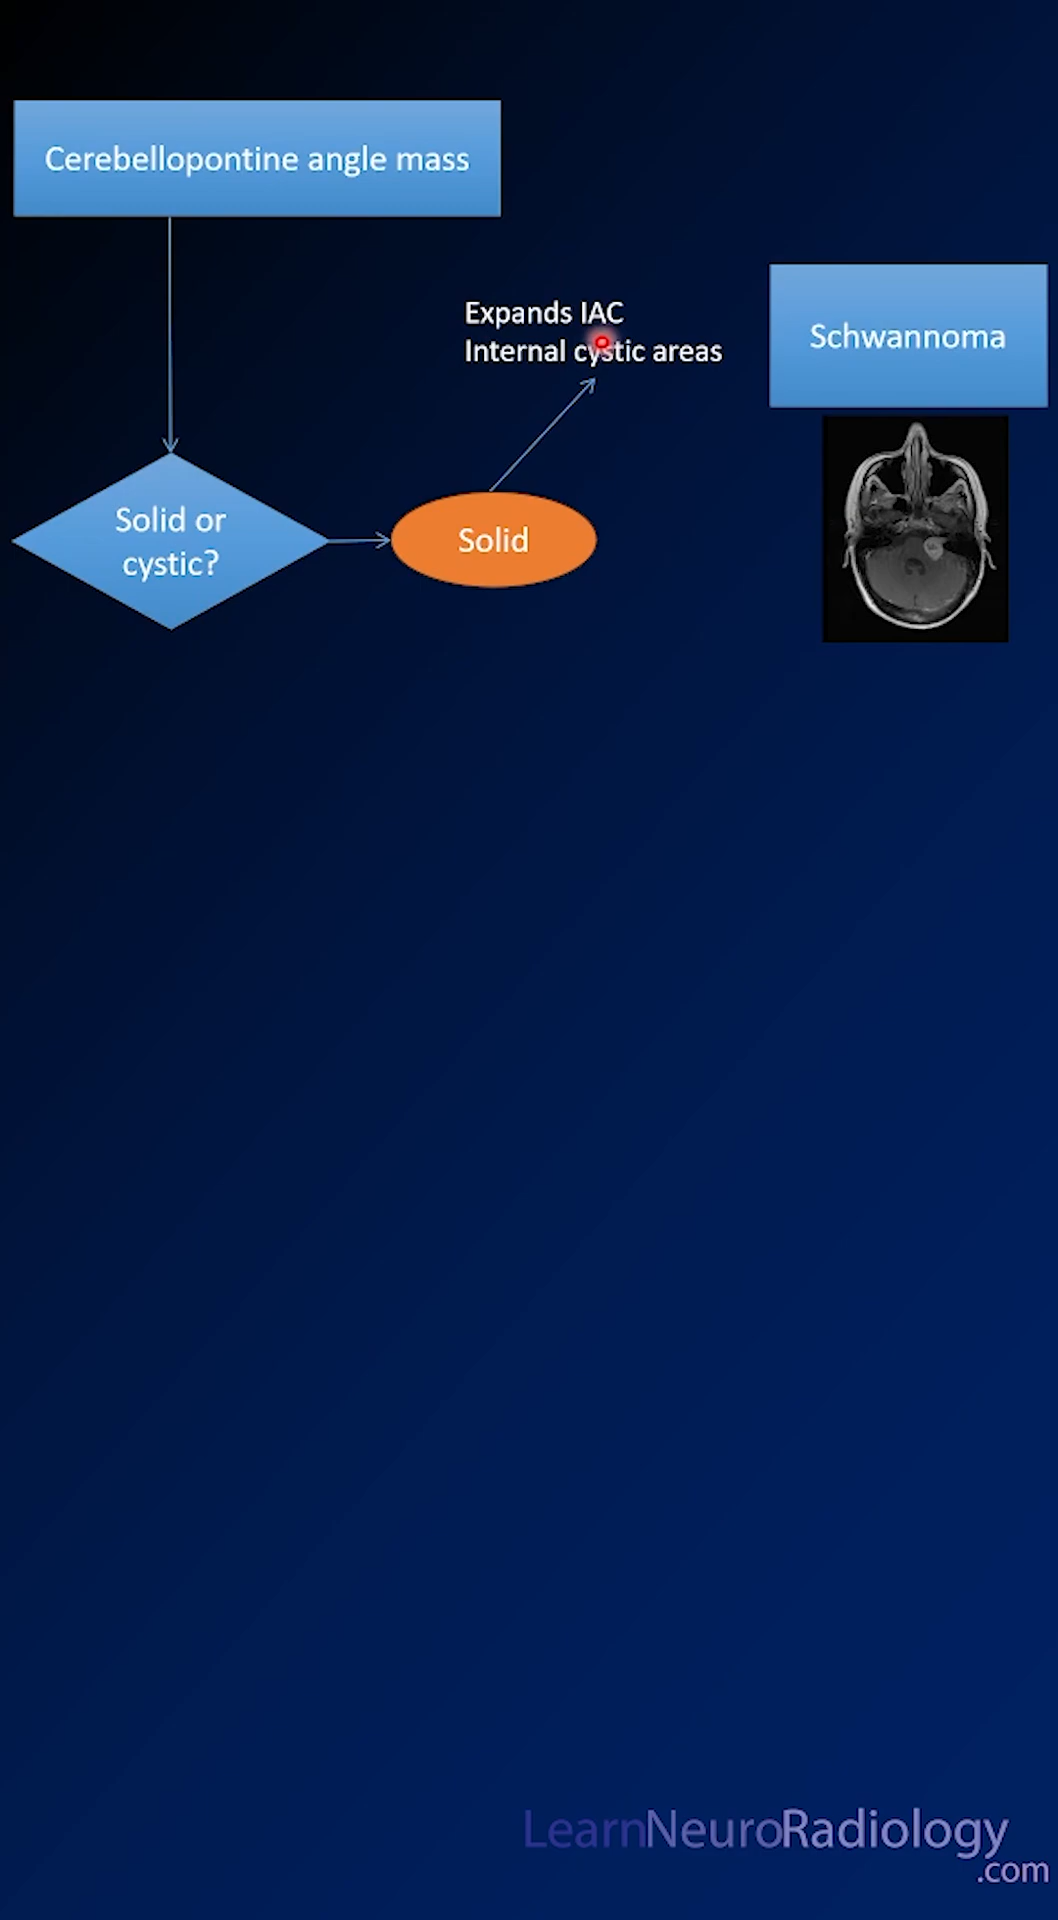 Cerebellopontine angle mass
Expands IAC
Internal cystic areas
Schwannoma
Solid or
cystic?
Solid
LearnNeuroRadiology
.com